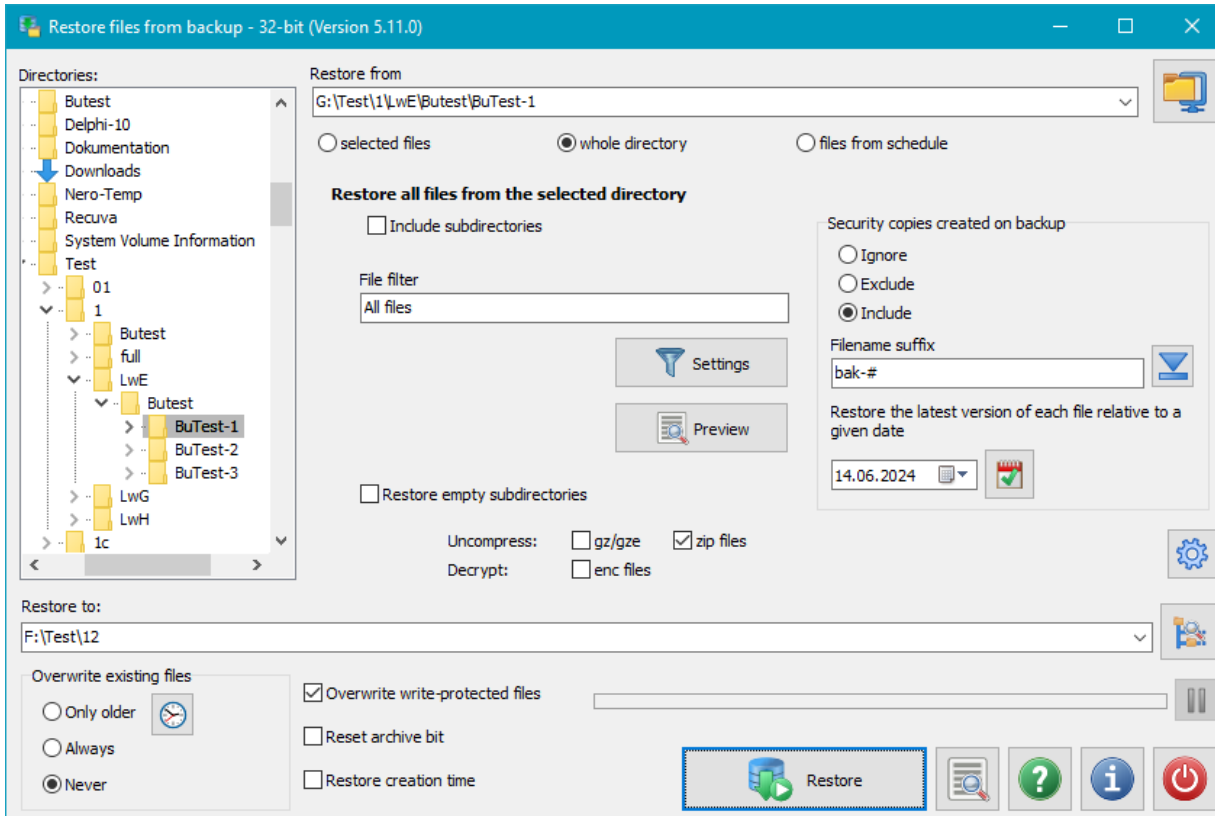 Restore files from backup - 32-bit (Version 5.11.0)
Directories:
Butest
Delphi-10
Dokumentation
Downloads
Nero-Temp
Recuva
System Volume Information
Test
01
1
Butest
full
LwE
Butest
BuTest-1
BuTest-2
BuTest-3
LwG
LwH
1c
Restore from
G:\Test\1\LwE\Butest\BuTest-1
selected files
whole directory
files from schedule
Restore all files from the selected directory
Include subdirectories
File filter
All files
Settings
Preview
Restore empty subdirectories
Uncompress:
gz/gze
zip files
Decrypt:
enc files
Security copies created on backup
Ignore
Exclude
Include
Filename suffix
bak-#
Restore the latest version of each file relative to a
given date
14.06.2024
Restore to:
F:\Test\12
Overwrite existing files
Only older
Always
Never
Overwrite write-protected files
Reset archive bit
Restore creation time
Restore